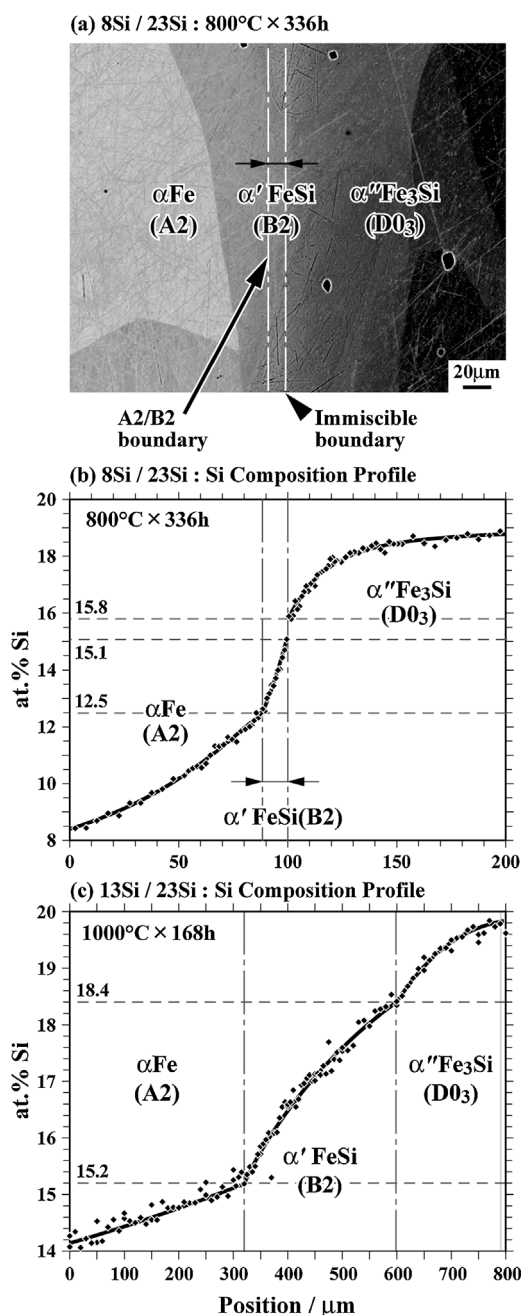 (a) 8Si / 23Si : 800°C × 336h
αFe
(A2)
α′ FeSi
(B2)
α″Fe₃Si
(D0₃)
20μm
A2/B2
boundary
Immiscible
boundary
(b) 8Si / 23Si : Si Composition Profile
20
18
16
14
12
10
8
at.% Si
800°C × 336h
15.8
15.1
12.5
αFe
(A2)
α″Fe₃Si
(D0₃)
α′ FeSi(B2)
0
50
100
150
200
(c) 13Si / 23Si : Si Composition Profile
20
19
18
17
16
15
14
at.% Si
1000°C × 168h
18.4
15.2
αFe
(A2)
α′ FeSi
(B2)
α″Fe₃Si
(D0₃)
0
100
200
300
400
500
600
700
800
Position / μm